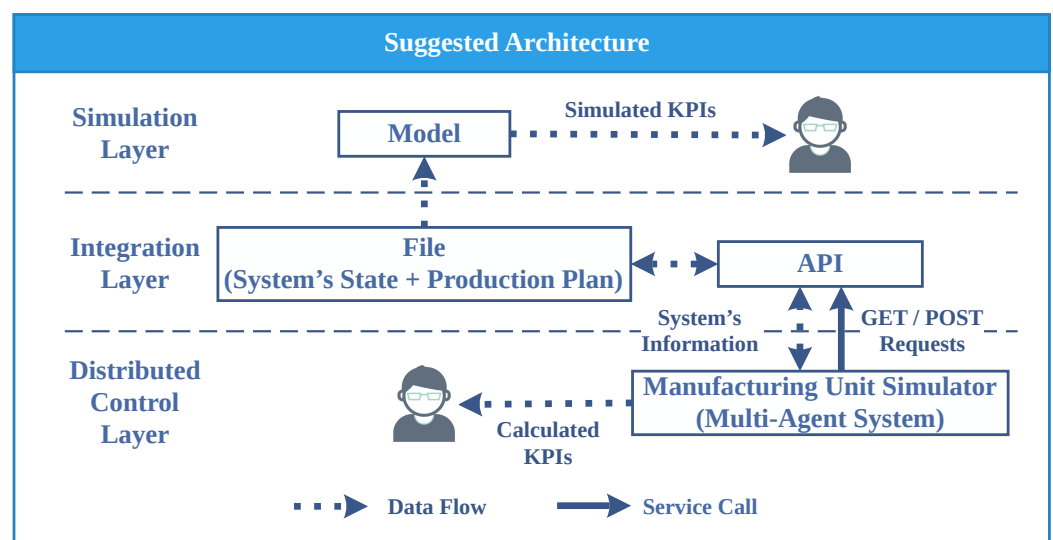 Suggested Architecture
Simulation
Layer
Model
Simulated KPIs
Integration
Layer
File
(System's State + Production Plan)
API
System's
Information
GET / POST
Requests
Distributed
Control
Layer
Calculated
KPIs
Manufacturing Unit Simulator
(Multi-Agent System)
Data Flow
Service Call